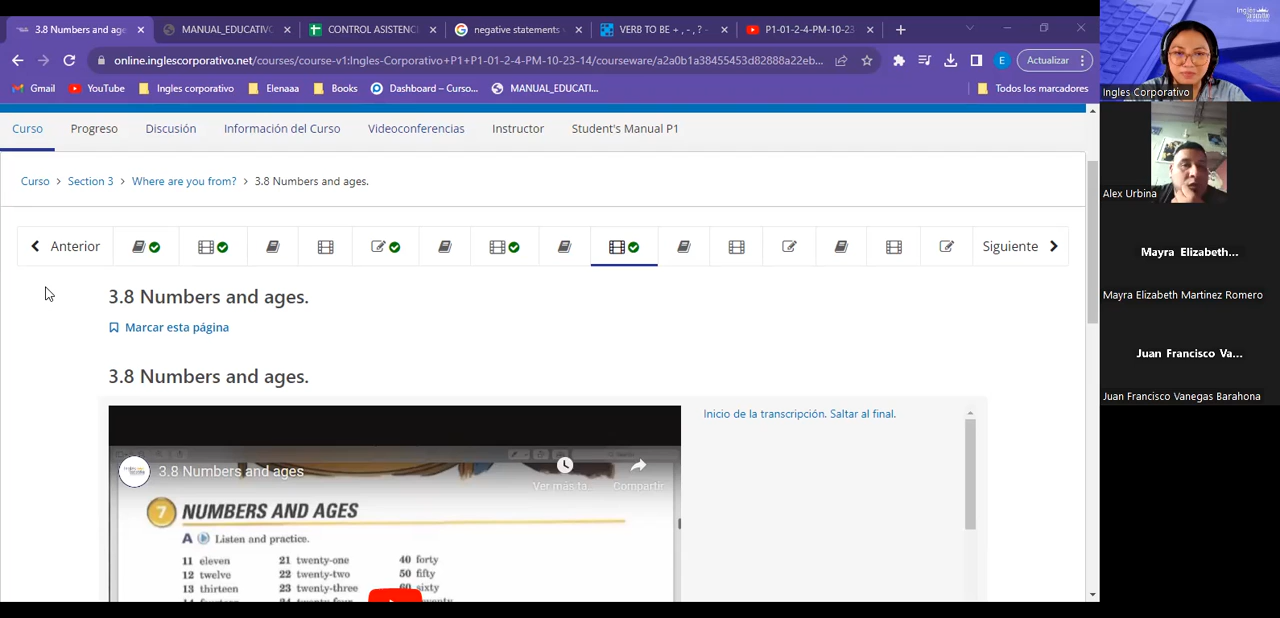 3.8 Numbers and age
MANUAL_EDUCATIV
CONTROL ASISTENC
negative statements
VERB TO BE + , - , ? -
P1-01-2-4-PM-10-23
online.inglescorporativo.net/courses/course-v1:Ingles-Corporativo+P1+P1-01-2-4-PM-10-23-14/courseware/a2a0b1a38455453d82888a22eb...
E
Actualizar
Gmail
YouTube
Ingles corporativo
Elenaaa
Books
Dashboard – Curso...
MANUAL_EDUCATI...
Todos los marcadores
Curso
Progreso
Discusión
Información del Curso
Videoconferencias
Instructor
Student's Manual P1
Curso > Section 3 > Where are you from? > 3.8 Numbers and ages.
Anterior
Siguiente
3.8 Numbers and ages.
Marcar esta página
3.8 Numbers and ages.
Inicio de la transcripción. Saltar al final.
3.8 Numbers and ages
Ver más ta...
Compartir
7 NUMBERS AND AGES
A Listen and practice.
11 eleven 21 twenty-one 40 forty
12 twelve 22 twenty-two 50 fifty
13 thirteen 23 twenty-three 60 sixty
Ingles Corporativo
Alex Urbina
Mayra Elizabeth...
Mayra Elizabeth Martinez Romero
Juan Francisco Va...
Juan Francisco Vanegas Barahona